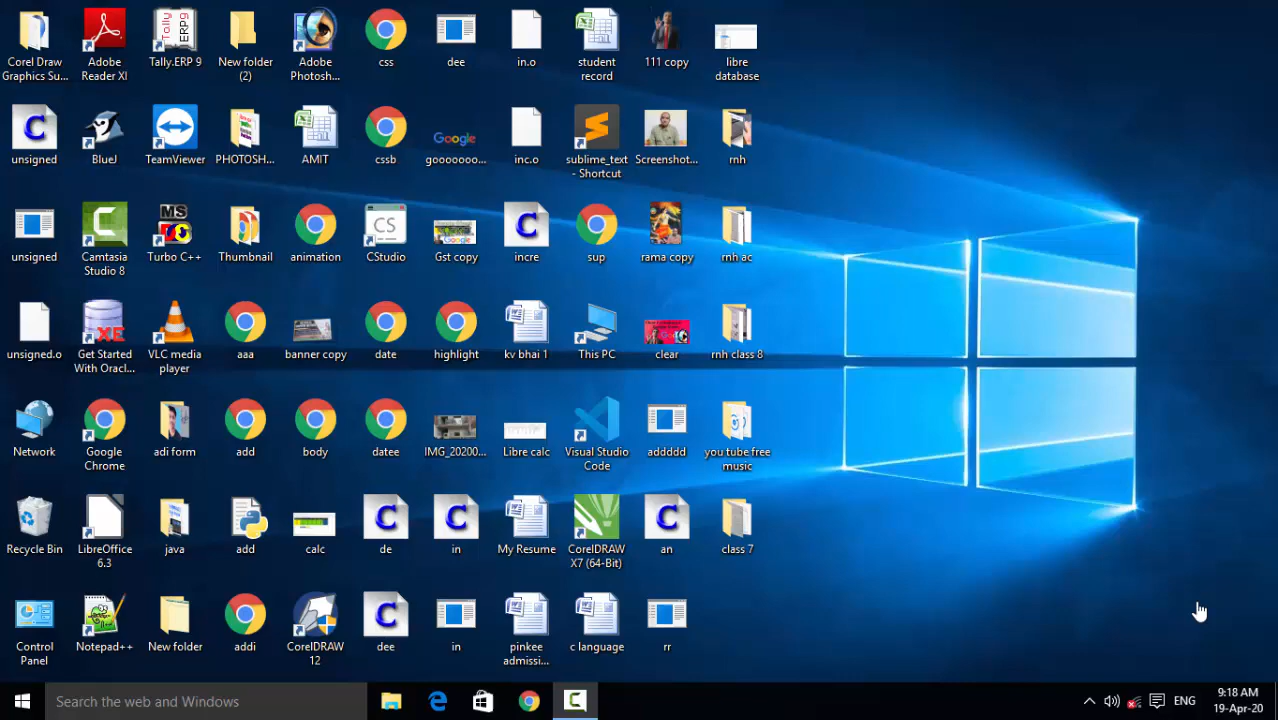 Corel Draw
Graphics Su...
Adobe
Reader XI
Tally.ERP 9
New folder
(2)
Adobe
Photosh...
css
dee
in.o
student
record
111 copy
libre
database
unsigned
BlueJ
TeamViewer
PHOTOSH...
AMIT
cssb
Google
gooooooo...
inc.o
sublime_text
- Shortcut
Screenshot...
rnh
unsigned
Camtasia
Studio 8
MS
Turbo C++
Thumbnail
animation
CS
CStudio
Gst copy
incre
sup
rama copy
rnh ac
unsigned.o
XE
Get Started
With Oracl...
VLC media
player
aaa
banner copy
date
highlight
kv bhai 1
This PC
clear
rnh class 8
Network
Google
Chrome
adi form
add
body
datee
IMG_20200...
Libre calc
Visual Studio
Code
addddd
you tube free
music
Recycle Bin
LibreOffice
6.3
java
add
calc
de
in
My Resume
CorelDRAW
X7 (64-Bit)
an
class 7
Control
Panel
Notepad++
New folder
addi
CorelDRAW
12
dee
in
pinkee
admissi...
c language
rr
Search the web and Windows
ENG
9:18 AM
19-Apr-20